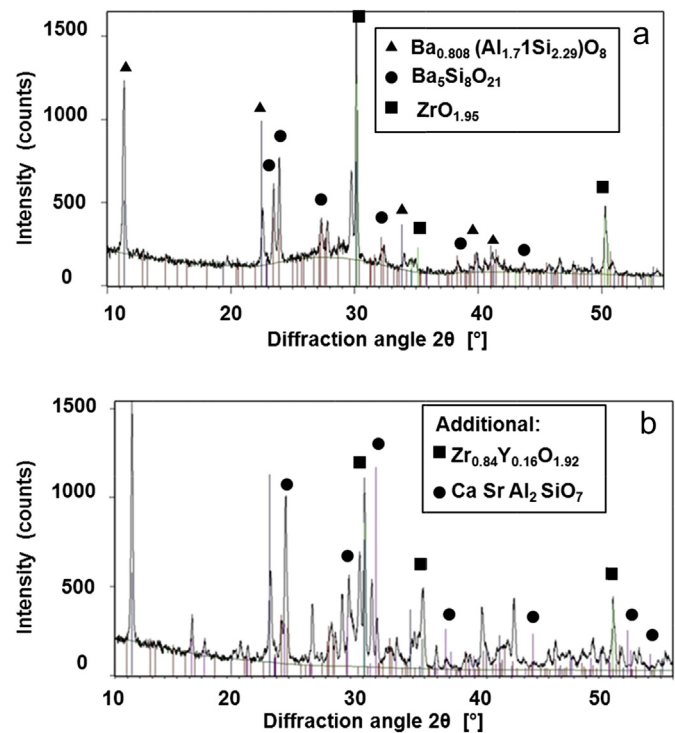 a
1500
1000
500
0
Intensity (counts)
▲ Ba0.808 (Al1.71Si2.29)O8
● Ba5Si8O21
■ ZrO1.95
10 20 30 40 50
Diffraction angle 2θ [°]
b
1500
1000
500
0
Intensity (counts)
Additional:
■ Zr0.84Y0.16O1.92
● Ca Sr Al2 SiO7
10 20 30 40 50
Diffraction angle 2θ [°]